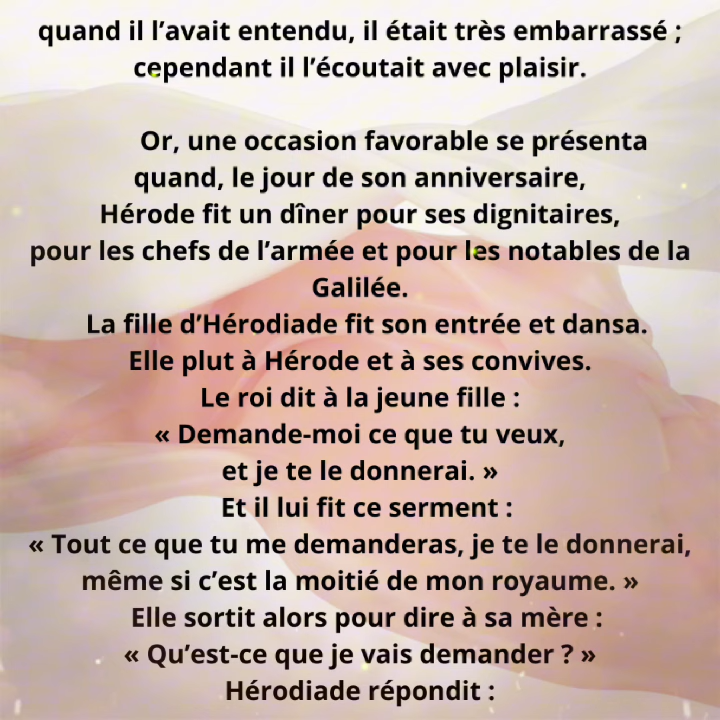 quand il l’avait entendu, il était très embarrassé ;
cependant il l’écoutait avec plaisir.
Or, une occasion favorable se présenta
quand, le jour de son anniversaire,
Hérode fit un dîner pour ses dignitaires,
pour les chefs de l’armée et pour les notables de la
Galilée.
La fille d’Hérodiade fit son entrée et dansa.
Elle plut à Hérode et à ses convives.
Le roi dit à la jeune fille :
« Demande-moi ce que tu veux,
et je te le donnerai. »
Et il lui fit ce serment :
« Tout ce que tu me demanderas, je te le donnerai,
même si c’est la moitié de mon royaume. »
Elle sortit alors pour dire à sa mère :
« Qu’est-ce que je vais demander ? »
Hérodiade répondit :